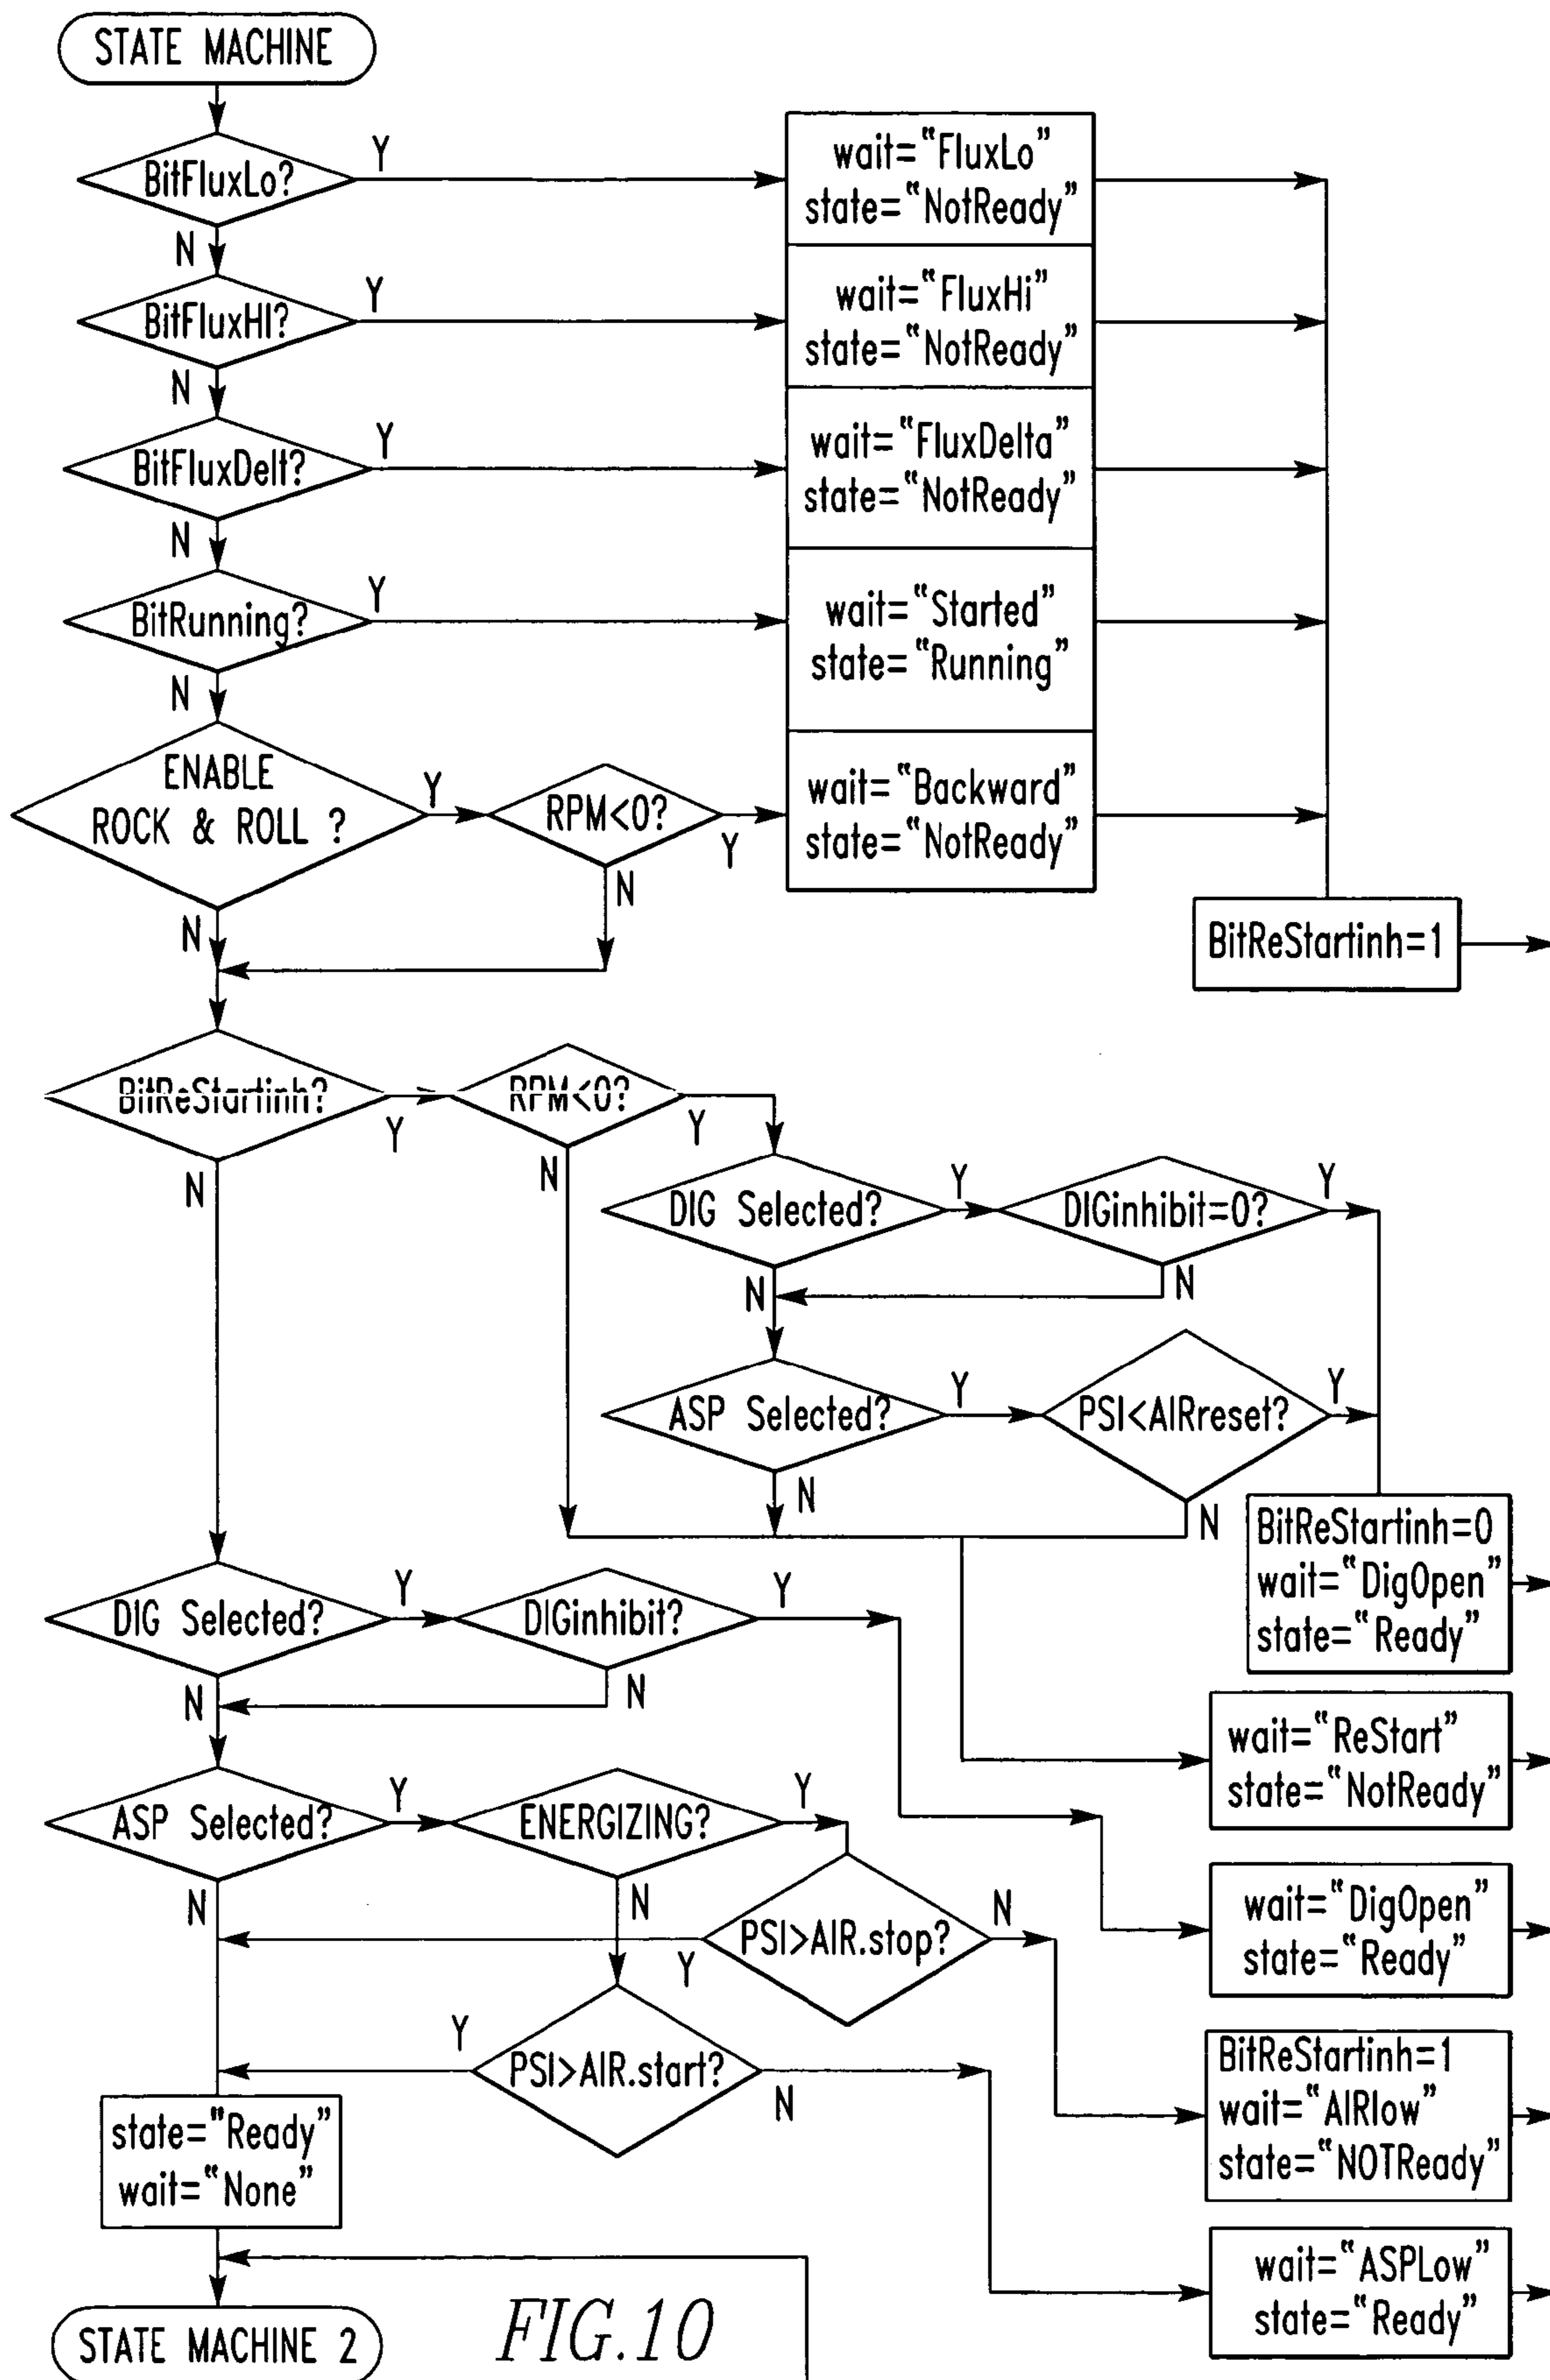 STATE MACHINE
BitFluxLo?
Y
N
wait="FluxLo"
state="NotReady"
BitFluxHI?
Y
N
wait="FluxHi"
state="NotReady"
BitFluxDelt?
Y
N
wait="FluxDelta"
state="NotReady"
BitRunning?
Y
N
wait="Started"
state="Running"
ENABLE
ROCK & ROLL ?
Y
N
RPM<0?
Y
N
wait="Backward"
state="NotReady"
BitReStartinh=1
BitReStartinh?
Y
N
RPM<0?
Y
N
DIG Selected?
Y
N
DIGinhibit=0?
Y
N
ASP Selected?
Y
N
PSI<AIRreset?
Y
N
BitReStartinh=0
wait="DigOpen"
state="Ready"
DIG Selected?
Y
N
DIGinhibit?
Y
N
wait="ReStart"
state="NotReady"
ASP Selected?
Y
N
ENERGIZING?
Y
N
PSI>AIR.stop?
N
Y
wait="DigOpen"
state="Ready"
PSI>AIR.start?
Y
N
BitReStartinh=1
wait="AIRlow"
state="NOTReady"
state="Ready"
wait="None"
wait="ASPLow"
state="Ready"
STATE MACHINE 2
FIG.10